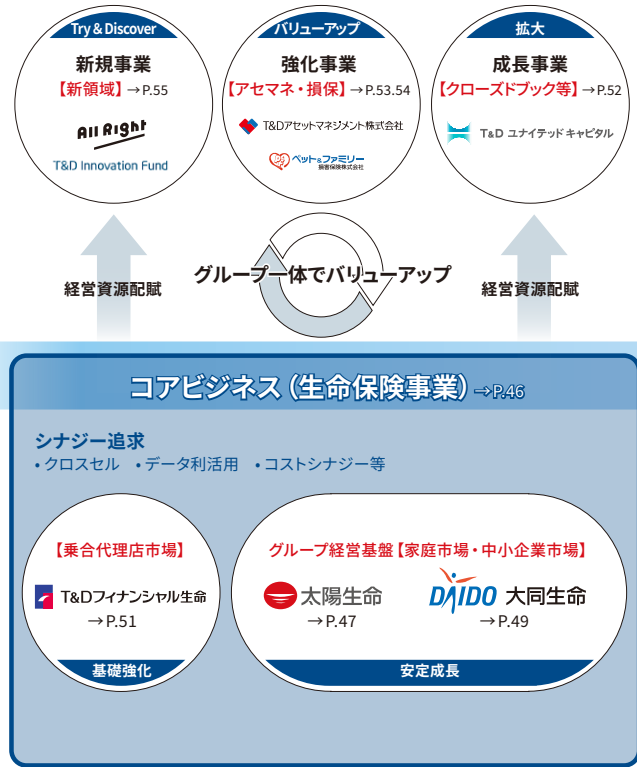 Try & Discover
新規事業
【新領域】→P.55
All Right
T&D Innovation Fund
バリューアップ
強化事業
【アセマネ・損保】→P.53.54
T&Dアセットマネジメント株式会社
ペット&ファミリー
損害保険株式会社
拡大
成長事業
【クローズドブック等】→P.52
T&D ユナイテッド キャピタル
経営資源配賦
グループ一体でバリューアップ
経営資源配賦
コアビジネス（生命保険事業）→P.46
シナジー追求
• クロスセル • データ利活用 • コストシナジー等
【乗合代理店市場】
T&Dフィナンシャル生命
→P.51
基礎強化
グループ経営基盤【家庭市場・中小企業市場】
太陽生命
→P.47
DAIDO 大同生命
→P.49
安定成長